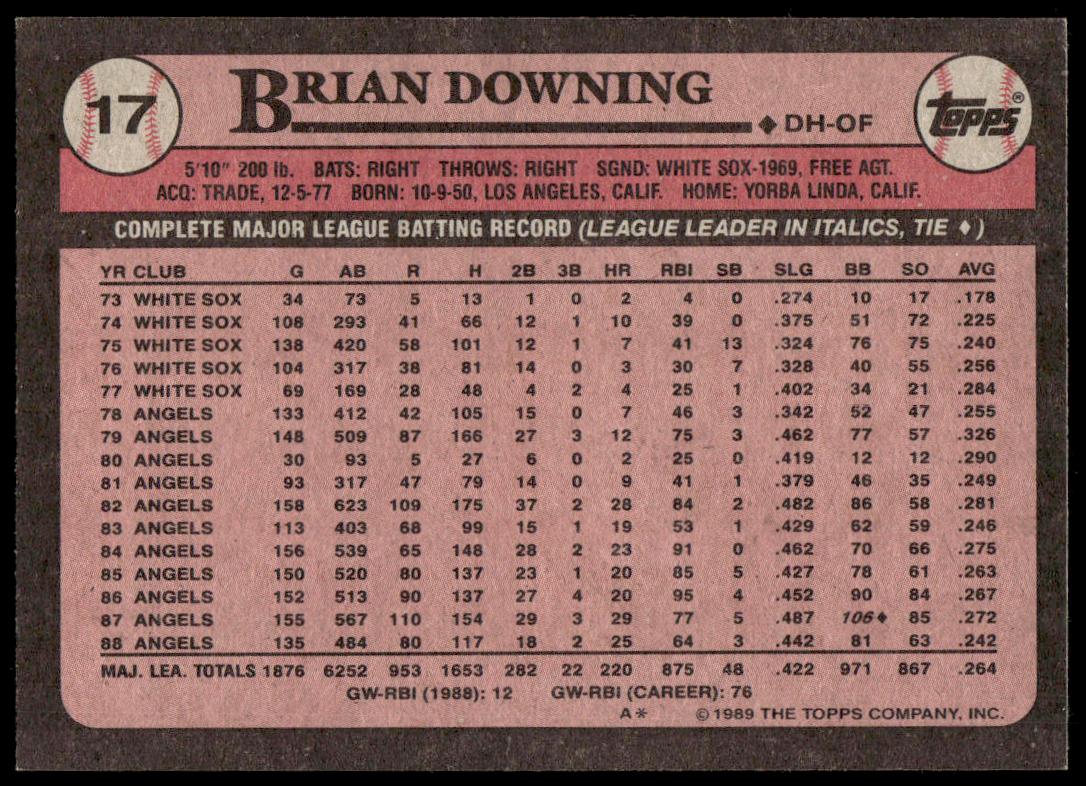 17
BRIAN DOWNING
topps®
♦ DH-OF
5'10" 200 lb. BATS: RIGHT THROWS: RIGHT SGND: WHITE SOX-1969, FREE AGT.
ACQ: TRADE, 12-5-77 BORN: 10-9-50, LOS ANGELES, CALIF. HOME: YORBA LINDA, CALIF.
COMPLETE MAJOR LEAGUE BATTING RECORD (LEAGUE LEADER IN ITALICS, TIE ♦)
YR CLUB G AB R H 2B 3B HR RBI SB SLG BB SO AVG
73 WHITE SOX 34 73 5 13 1 0 2 4 0 .274 10 17 .178
74 WHITE SOX 108 293 41 66 12 1 10 39 0 .375 51 72 .225
75 WHITE SOX 138 420 58 101 12 1 7 41 13 .324 76 75 .240
76 WHITE SOX 104 317 38 81 14 0 3 30 7 .328 40 55 .256
77 WHITE SOX 69 169 28 48 4 2 4 25 1 .402 34 21 .284
78 ANGELS 133 412 42 105 15 0 7 46 3 .342 52 47 .255
79 ANGELS 148 509 87 166 27 3 12 75 3 .462 77 57 .326
80 ANGELS 30 93 5 27 6 0 2 25 0 .419 12 12 .290
81 ANGELS 93 317 47 79 14 0 9 41 1 .379 46 35 .249
82 ANGELS 158 623 109 175 37 2 28 84 2 .482 86 58 .281
83 ANGELS 113 403 68 99 15 1 19 53 1 .429 62 59 .246
84 ANGELS 156 539 65 148 28 2 23 91 0 .462 70 66 .275
85 ANGELS 150 520 80 137 23 1 20 85 5 .427 78 61 .263
86 ANGELS 152 513 90 137 27 4 20 95 4 .452 90 84 .267
87 ANGELS 155 567 110 154 29 3 29 77 5 .487 106♦ 85 .272
88 ANGELS 135 484 80 117 18 2 25 64 3 .442 81 63 .242
MAJ. LEA. TOTALS 1876 6252 953 1653 282 22 220 875 48 .422 971 867 .264
GW-RBI (1988): 12 GW-RBI (CAREER): 76
A* © 1989 THE TOPPS COMPANY, INC.